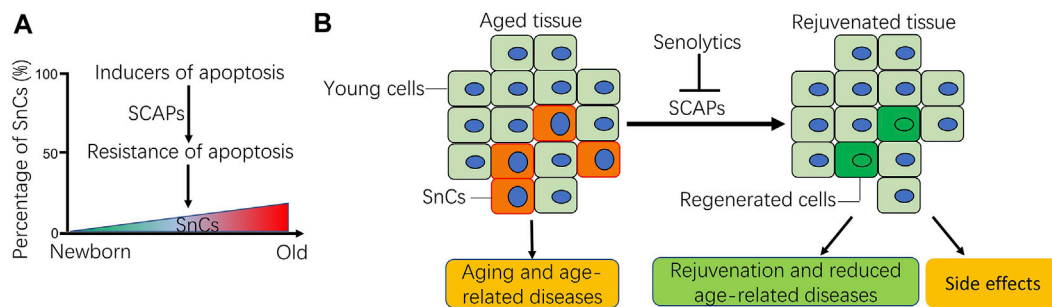 A
Percentage of SnCs (%)
100
50
0
Inducers of apoptosis
SCAPs
Resistance of apoptosis
SnCs
Newborn
Old
B
Aged tissue
Young cells
SnCs
Aging and age-
related diseases
Senolytics
SCAPs
Rejuvenated tissue
Regenerated cells
Rejuvenation and reduced
age-related diseases
Side effects